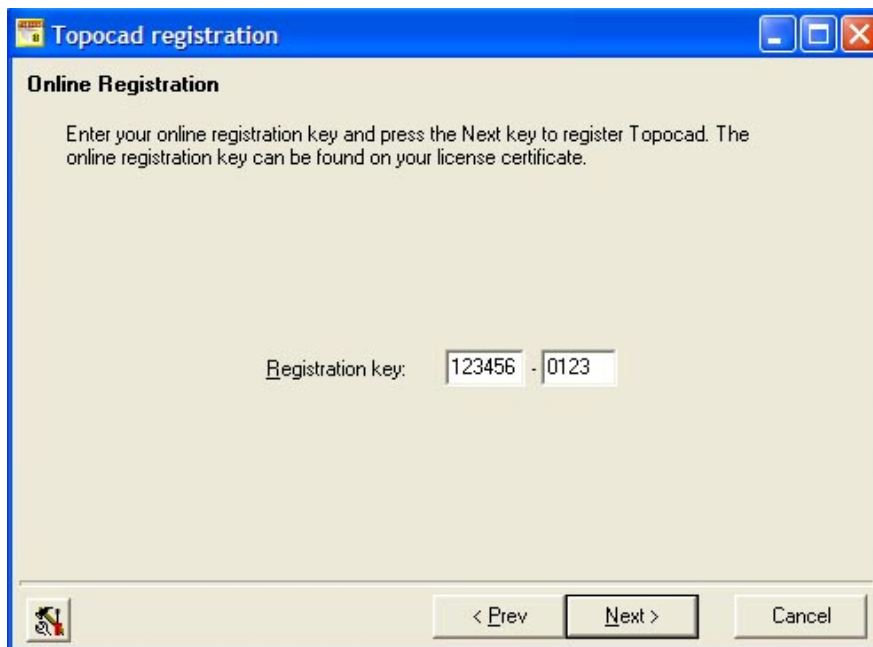 Topocad registration
Online Registration
Enter your online registration key and press the Next key to register Topocad. The
online registration key can be found on your license certificate.
Registration key: 123456 - 0123
< Prev Next > Cancel